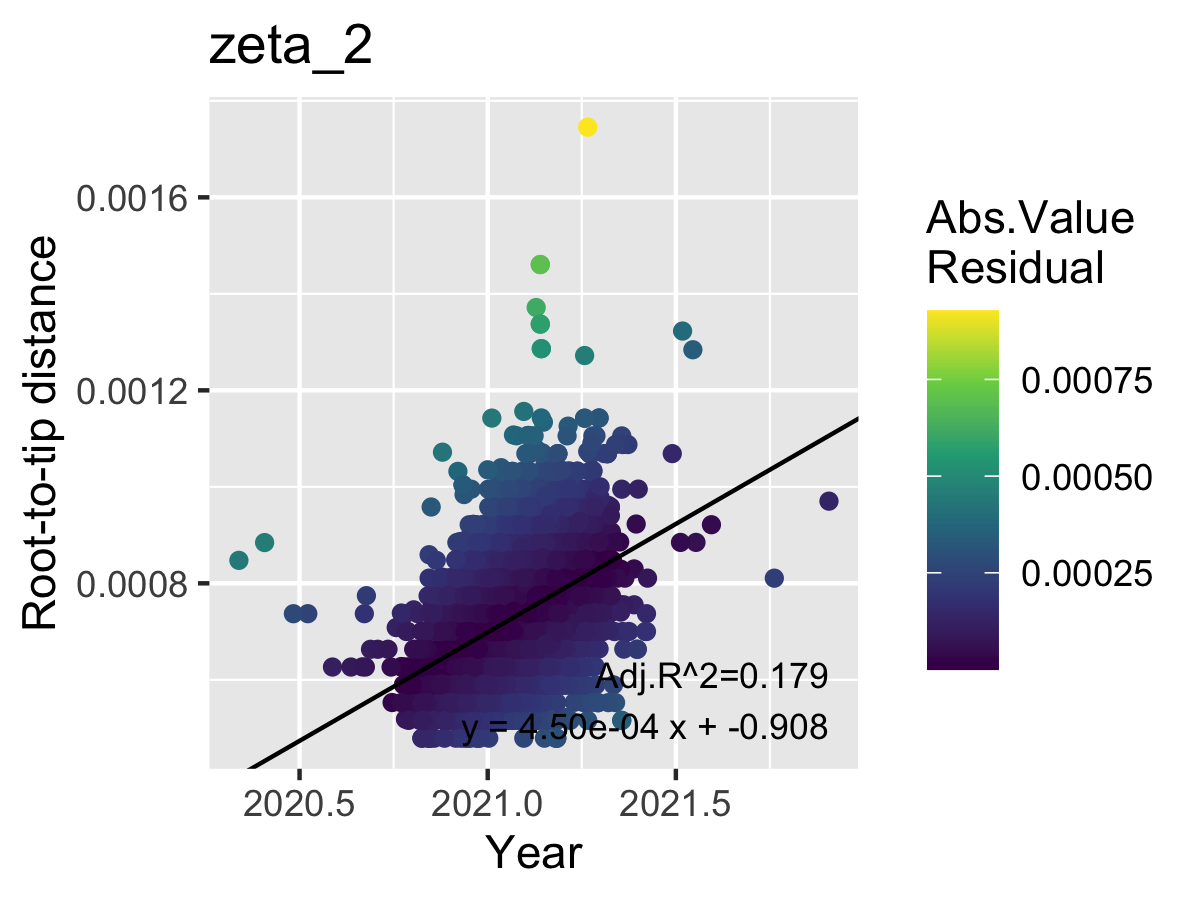 zeta_2
Root-to-tip distance
0.0016
0.0012
0.0008
Adj.R^2=0.179
y = 4.50e-04 x + -0.908
2020.5 2021.0 2021.5
Year
Abs.Value
Residual
0.00075
0.00050
0.00025